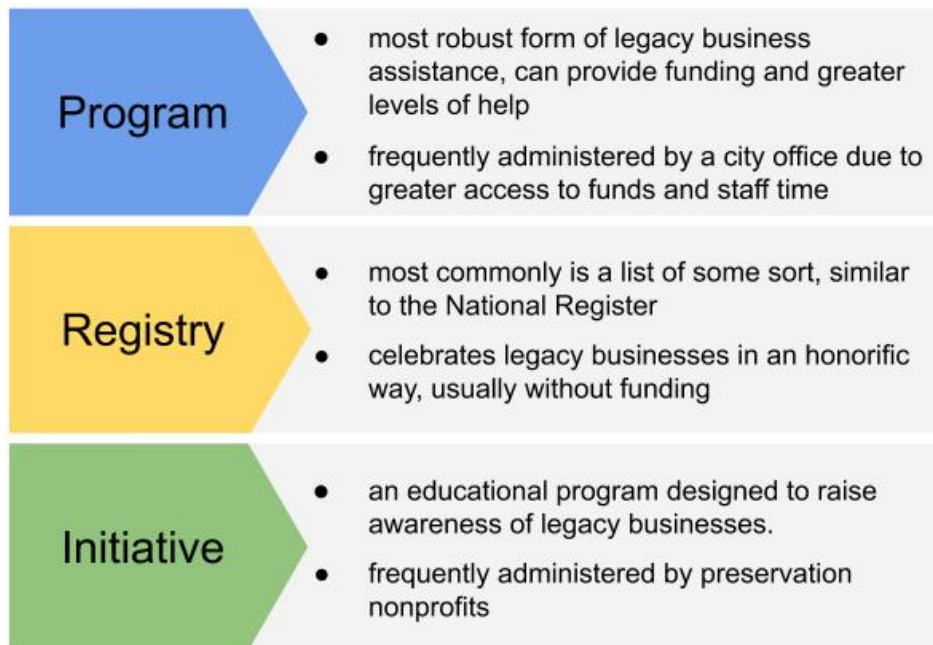 Program
● most robust form of legacy business
assistance, can provide funding and greater
levels of help
● frequently administered by a city office due to
greater access to funds and staff time
Registry
● most commonly is a list of some sort, similar
to the National Register
● celebrates legacy businesses in an honorific
way, usually without funding
Initiative
● an educational program designed to raise
awareness of legacy businesses.
● frequently administered by preservation
nonprofits